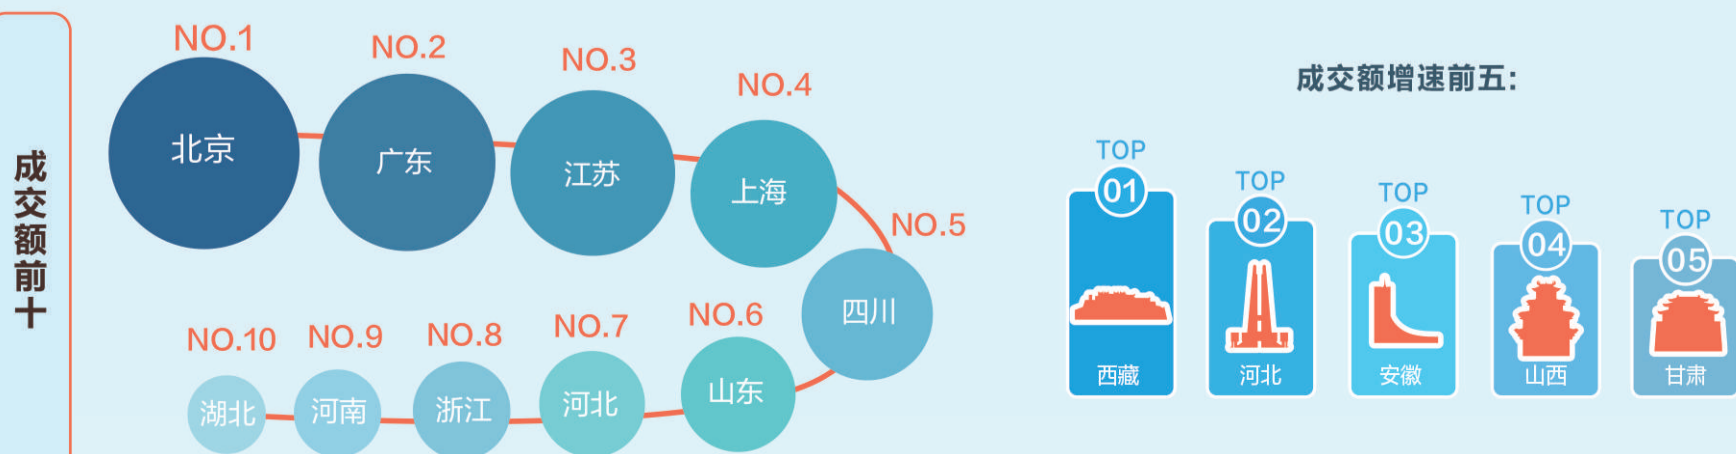 成交额前十
NO.1
北京
NO.2
广东
NO.3
江苏
NO.4
上海
NO.5
四川
NO.6
山东
NO.7
河北
NO.8
浙江
NO.9
河南
NO.10
湖北
成交额增速前五:
TOP
01
西藏
TOP
02
河北
TOP
03
安徽
TOP
04
山西
TOP
05
甘肃